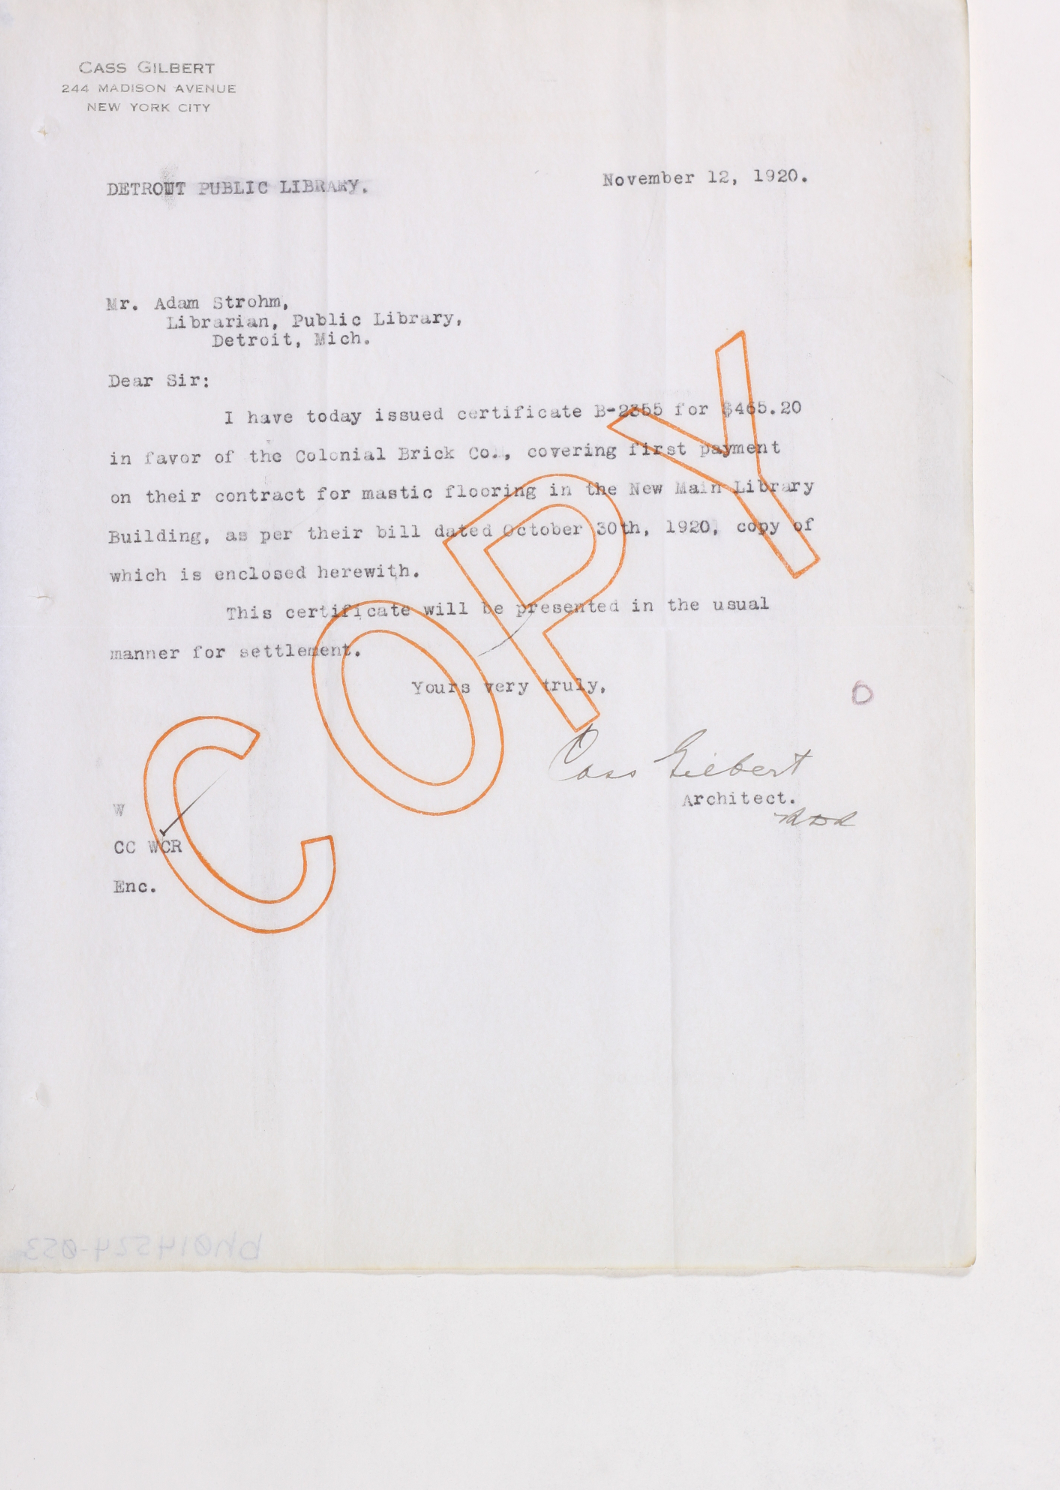 CASS GILBERT
244 MADISON AVENUE
NEW YORK CITY
DETROIT PUBLIC LIBRARY.
November 12, 1920.
Mr. Adam Strohm,
Librarian, Public Library,
Detroit, Mich.
Dear Sir:
I have today issued certificate B-2355 for $465.20
in favor of the Colonial Brick Co., covering first payment
on their contract for mastic flooring in the New Main Library
Building, as per their bill dated October 30th, 1920, copy of
which is enclosed herewith.
This certificate will be presented in the usual
manner for settlement.
Yours very truly,
Cass Gilbert
Architect.
W
CC WCR
Enc.
COPY
bh014524-053